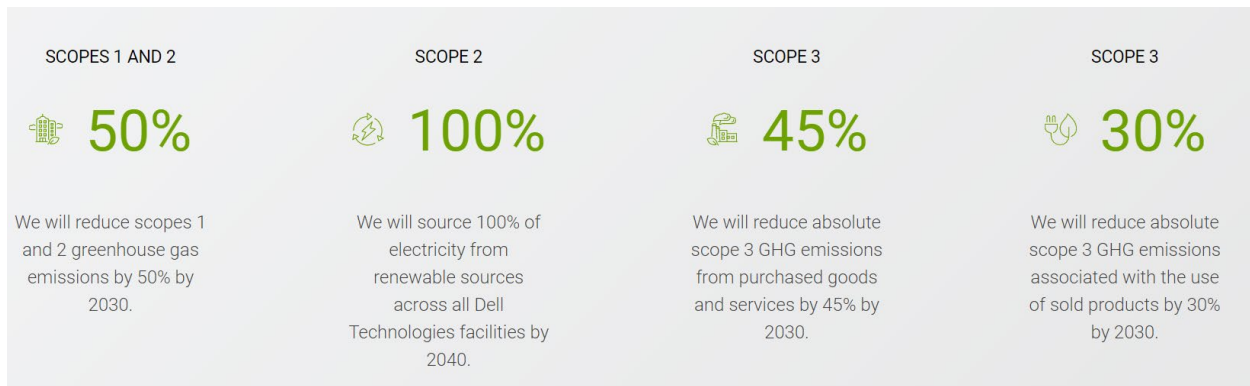 SCOPES 1 AND 2
50%
We will reduce scopes 1
and 2 greenhouse gas
emissions by 50% by
2030.
SCOPE 2
100%
We will source 100% of
electricity from
renewable sources
across all Dell
Technologies facilities by
2040.
SCOPE 3
45%
We will reduce absolute
scope 3 GHG emissions
from purchased goods
and services by 45% by
2030.
SCOPE 3
30%
We will reduce absolute
scope 3 GHG emissions
associated with the use
of sold products by 30%
by 2030.